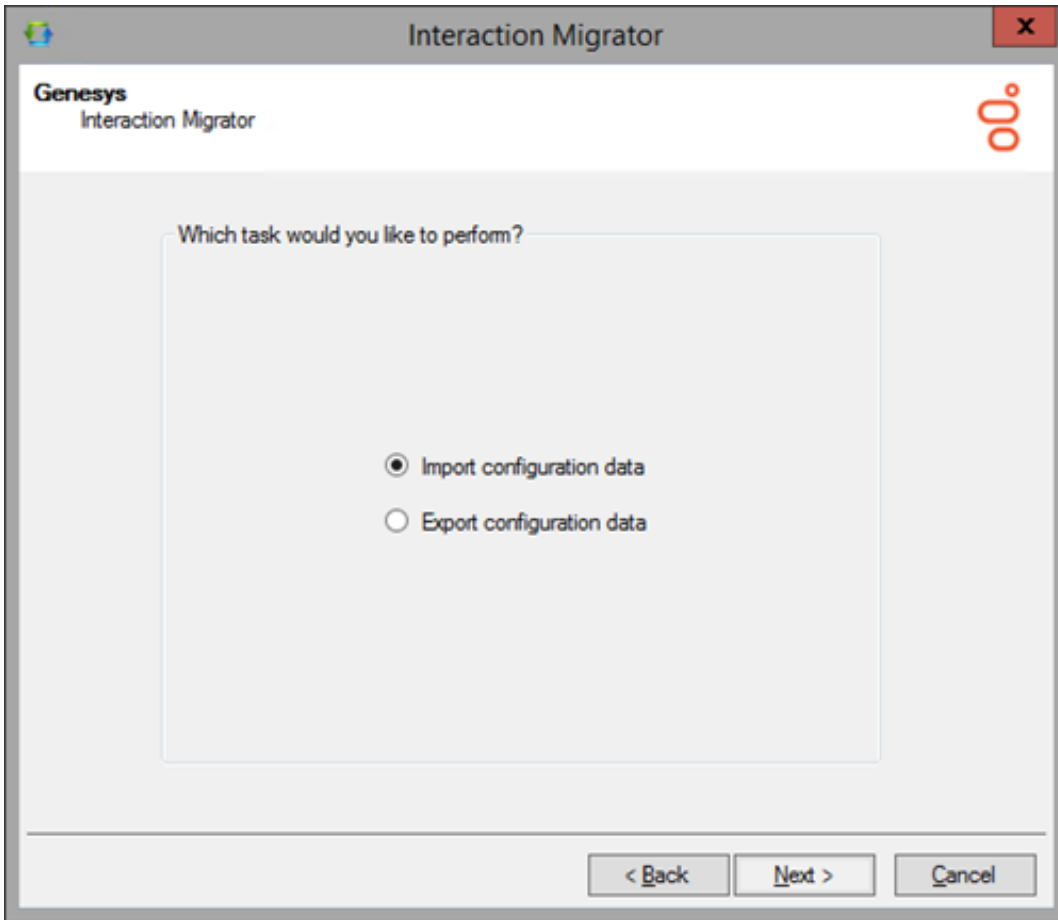 Interaction Migrator
x
Genesys
Interaction Migrator
Which task would you like to perform?
Import configuration data
Export configuration data
< Back Next > Cancel